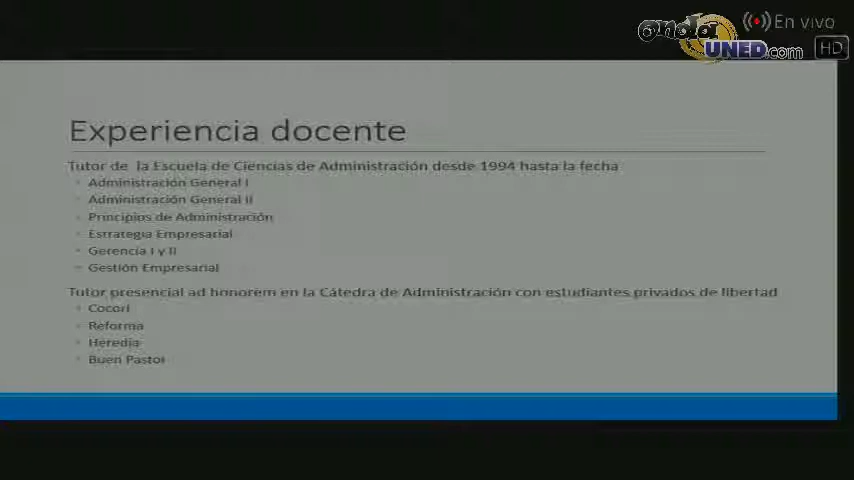 onda
UNED.com
En vivo
HD
Experiencia docente
Tutor de la Escuela de Ciencias de Administración desde 1994 hasta la fecha
Administración General I
Administración General II
Principios de Administración
Estrategia Empresarial
Gerencia I y II
Gestión Empresarial
Tutor presencial ad honorem en la Cátedra de Administración con estudiantes privados de libertad
Cocorí
Reforma
Heredia
Buen Pastor